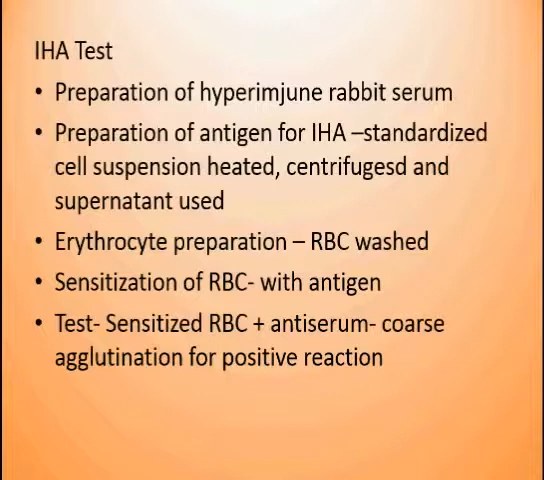 IHA Test
• Preparation of hyperimjune rabbit serum
• Preparation of antigen for IHA –standardized
cell suspension heated, centrifugesd and
supernatant used
• Erythrocyte preparation – RBC washed
• Sensitization of RBC- with antigen
• Test- Sensitized RBC + antiserum- coarse
agglutination for positive reaction